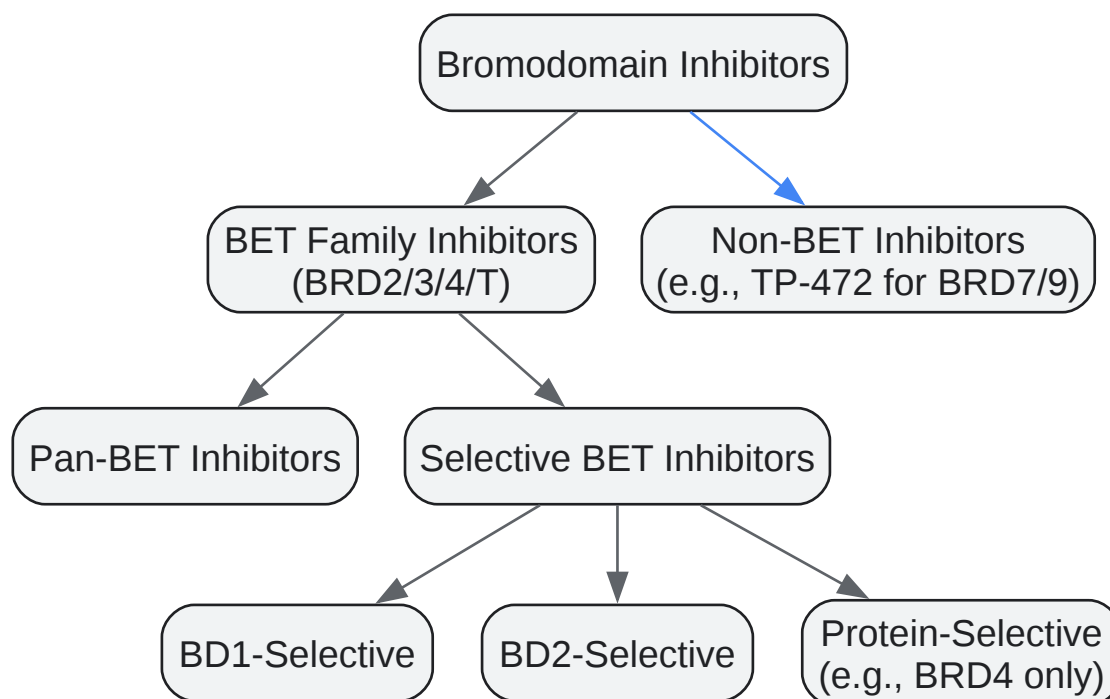 Bromodomain Inhibitors
BET Family Inhibitors
(BRD2/3/4/T)
Non-BET Inhibitors
(e.g., TP-472 for BRD7/9)
Pan-BET Inhibitors
Selective BET Inhibitors
BD1-Selective
BD2-Selective
Protein-Selective
(e.g., BRD4 only)